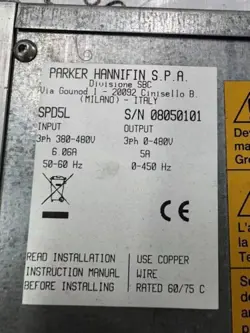 PARKER HANNIFIN S.P.A.
Divisione SBC
Via Gounod 1 - 20092 Cinisello B.
(MILANO) - ITALY
SPD5L S/N 08050101
INPUT OUTPUT
3ph 380-480V 3ph 0-480V
6 06A 5A
50-60 Hz 0-450 Hz
CE
READ INSTALLATION
INSTRUCTION MANUAL
BEFORE INSTALLING
USE COPPER
WIRE
RATED 60/75 C
L'a
la